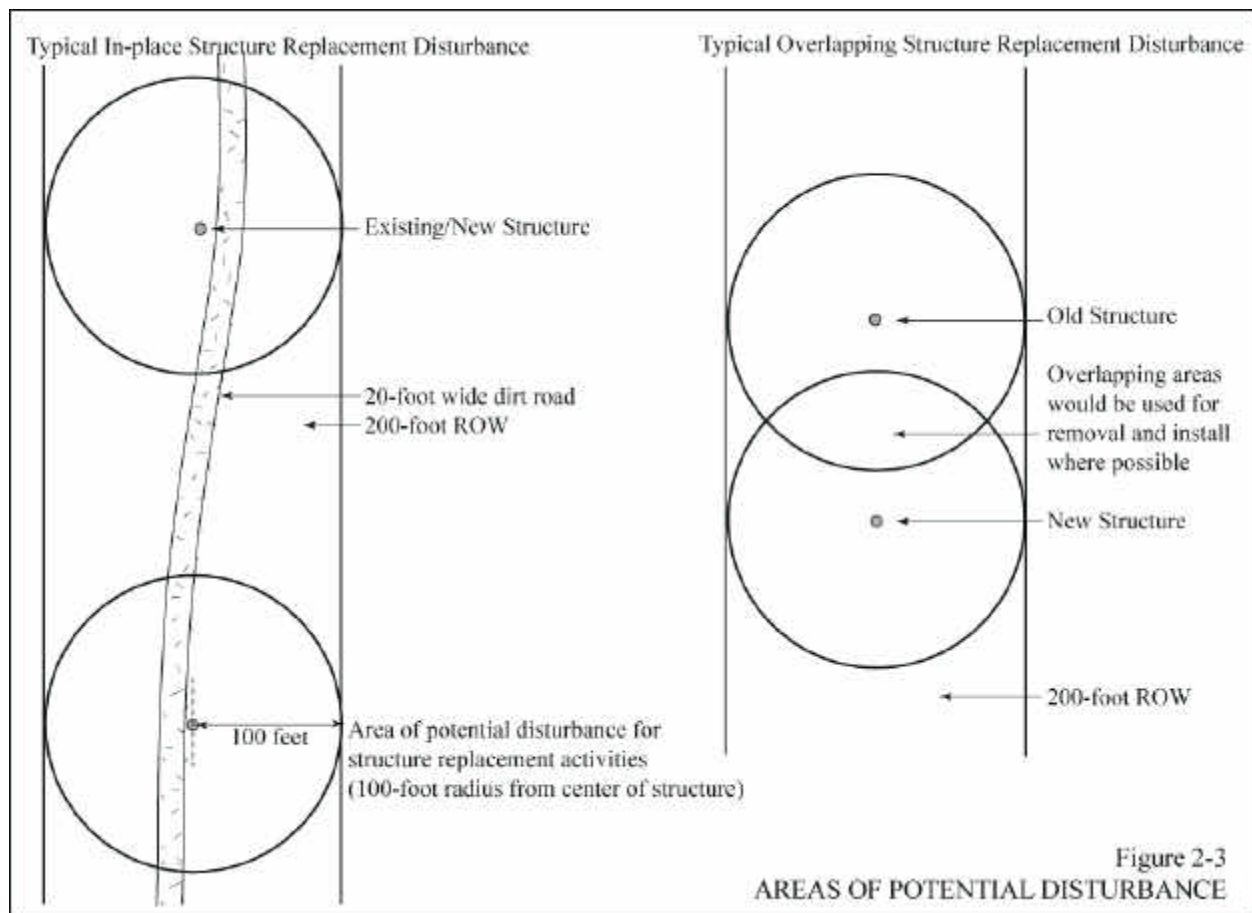 Typical In-place Structure Replacement Disturbance
Existing/New Structure
20-foot wide dirt road
200-foot ROW
100 feet
Area of potential disturbance for
structure replacement activities
(100-foot radius from center of structure)
Typical Overlapping Structure Replacement Disturbance
Old Structure
Overlapping areas
would be used for
removal and install
where possible
New Structure
200-foot ROW
Figure 2-3
AREAS OF POTENTIAL DISTURBANCE